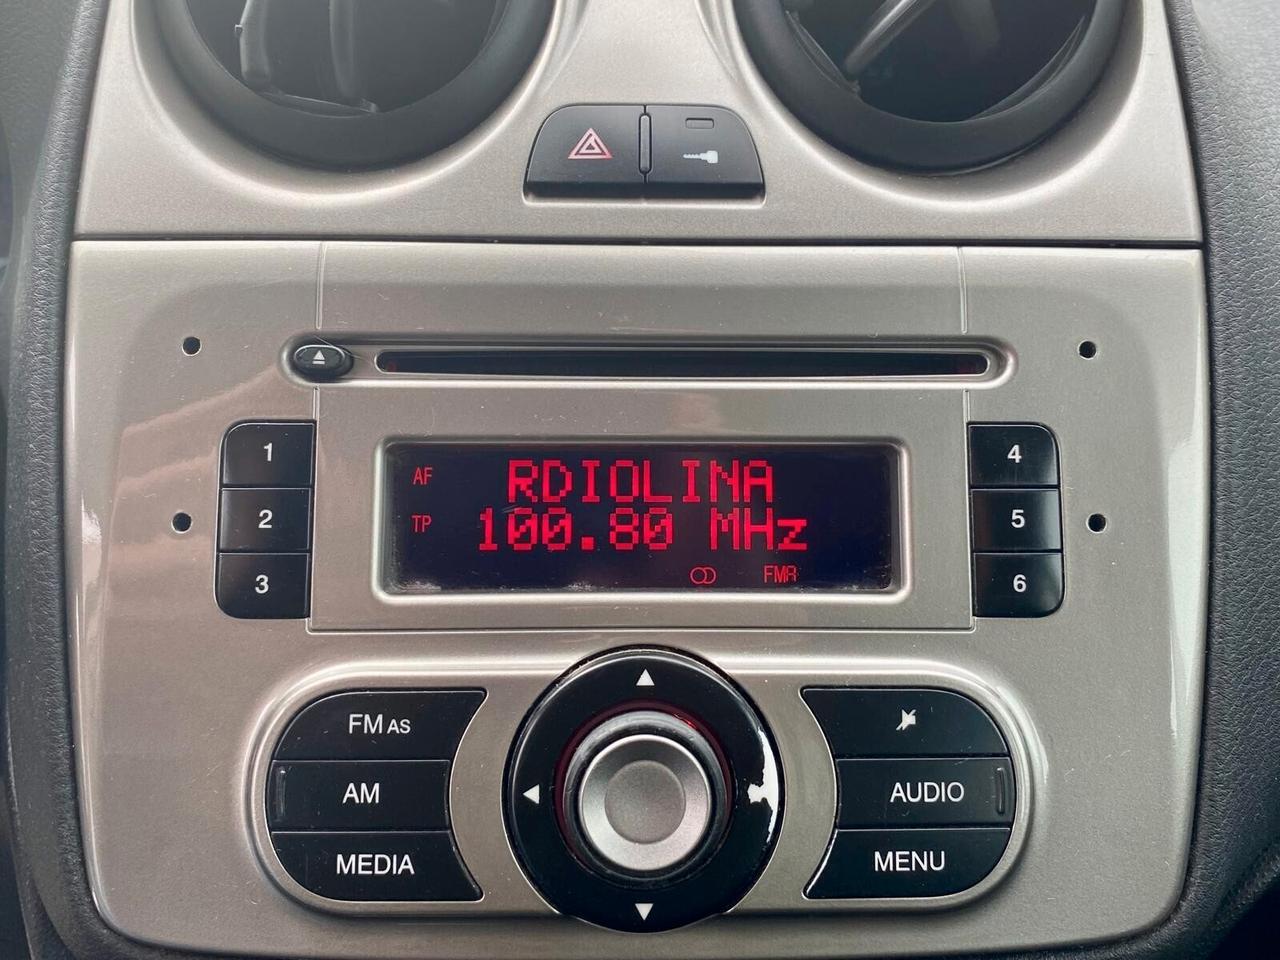 1
2
3
4
5
6
AF
RDIOLINA
TP
100.80 MHz
FMR
FM AS
AM
MEDIA
AUDIO
MENU